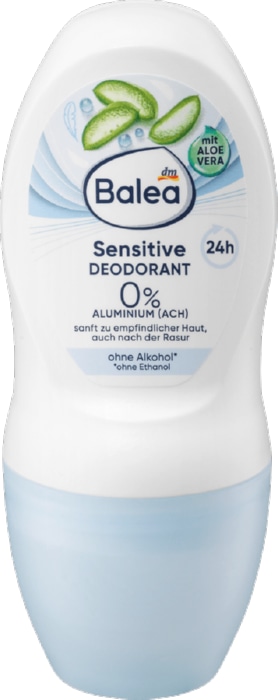 mit
ALOE
VERA
dm
Balea
Sensitive
24h
DEODORANT
0%
ALUMINIUM (ACH)
sanft zu empfindlicher Haut,
auch nach der Rasur
ohne Alkohol*
*ohne Ethanol